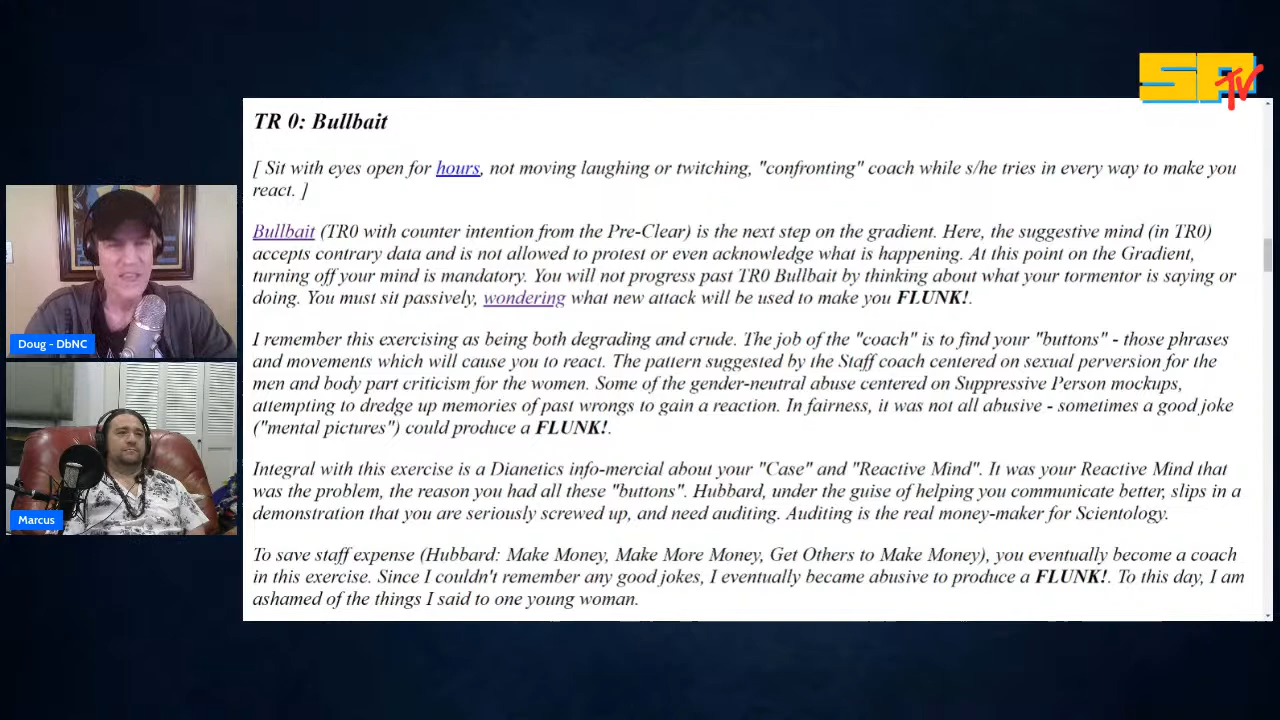 SP TV
TR 0: Bullbait
[ Sit with eyes open for hours, not moving laughing or twitching, "confronting" coach while s/he tries in every way to make you
react. ]
Bullbait (TR0 with counter intention from the Pre-Clear) is the next step on the gradient. Here, the suggestive mind (in TR0)
accepts contrary data and is not allowed to protest or even acknowledge what is happening. At this point on the Gradient,
turning off your mind is mandatory. You will not progress past TR0 Bullbait by thinking about what your tormentor is saying or
doing. You must sit passively, wondering what new attack will be used to make you FLUNK!.
I remember this exercising as being both degrading and crude. The job of the "coach" is to find your "buttons" - those phrases
and movements which will cause you to react. The pattern suggested by the Staff coach centered on sexual perversion for the
men and body part criticism for the women. Some of the gender-neutral abuse centered on Suppressive Person mockups,
attempting to dredge up memories of past wrongs to gain a reaction. In fairness, it was not all abusive - sometimes a good joke
("mental pictures") could produce a FLUNK!.
Integral with this exercise is a Dianetics info-mercial about your "Case" and "Reactive Mind". It was your Reactive Mind that
was the problem, the reason you had all these "buttons". Hubbard, under the guise of helping you communicate better, slips in a
demonstration that you are seriously screwed up, and need auditing. Auditing is the real money-maker for Scientology.
To save staff expense (Hubbard: Make Money, Make More Money, Get Others to Make Money), you eventually become a coach
in this exercise. Since I couldn't remember any good jokes, I eventually became abusive to produce a FLUNK!. To this day, I am
ashamed of the things I said to one young woman.
Doug - DbNC
Marcus